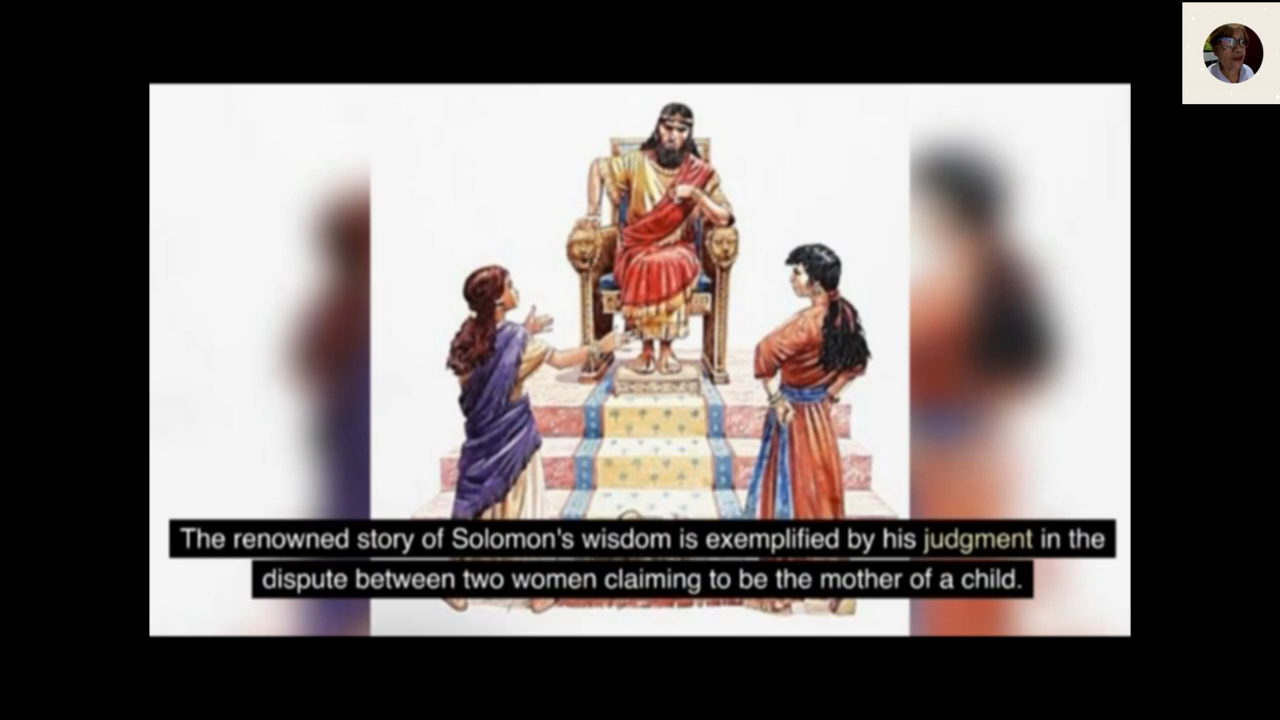 The renowned story of Solomon's wisdom is exemplified by his judgment in the
dispute between two women claiming to be the mother of a child.